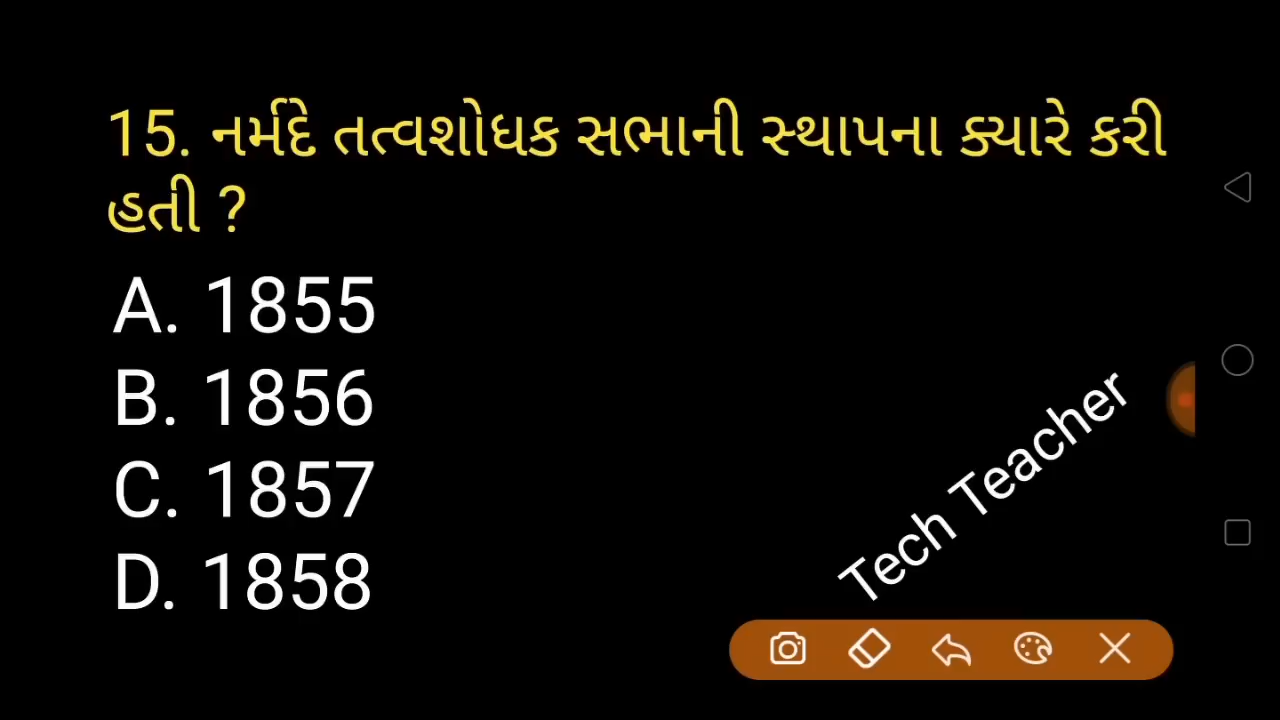 15. નર્મદે તત્વશોધક સભાની સ્થાપના ક્યારે કરી
હતી ?
A. 1855
B. 1856
C. 1857
D. 1858
Tech Teacher